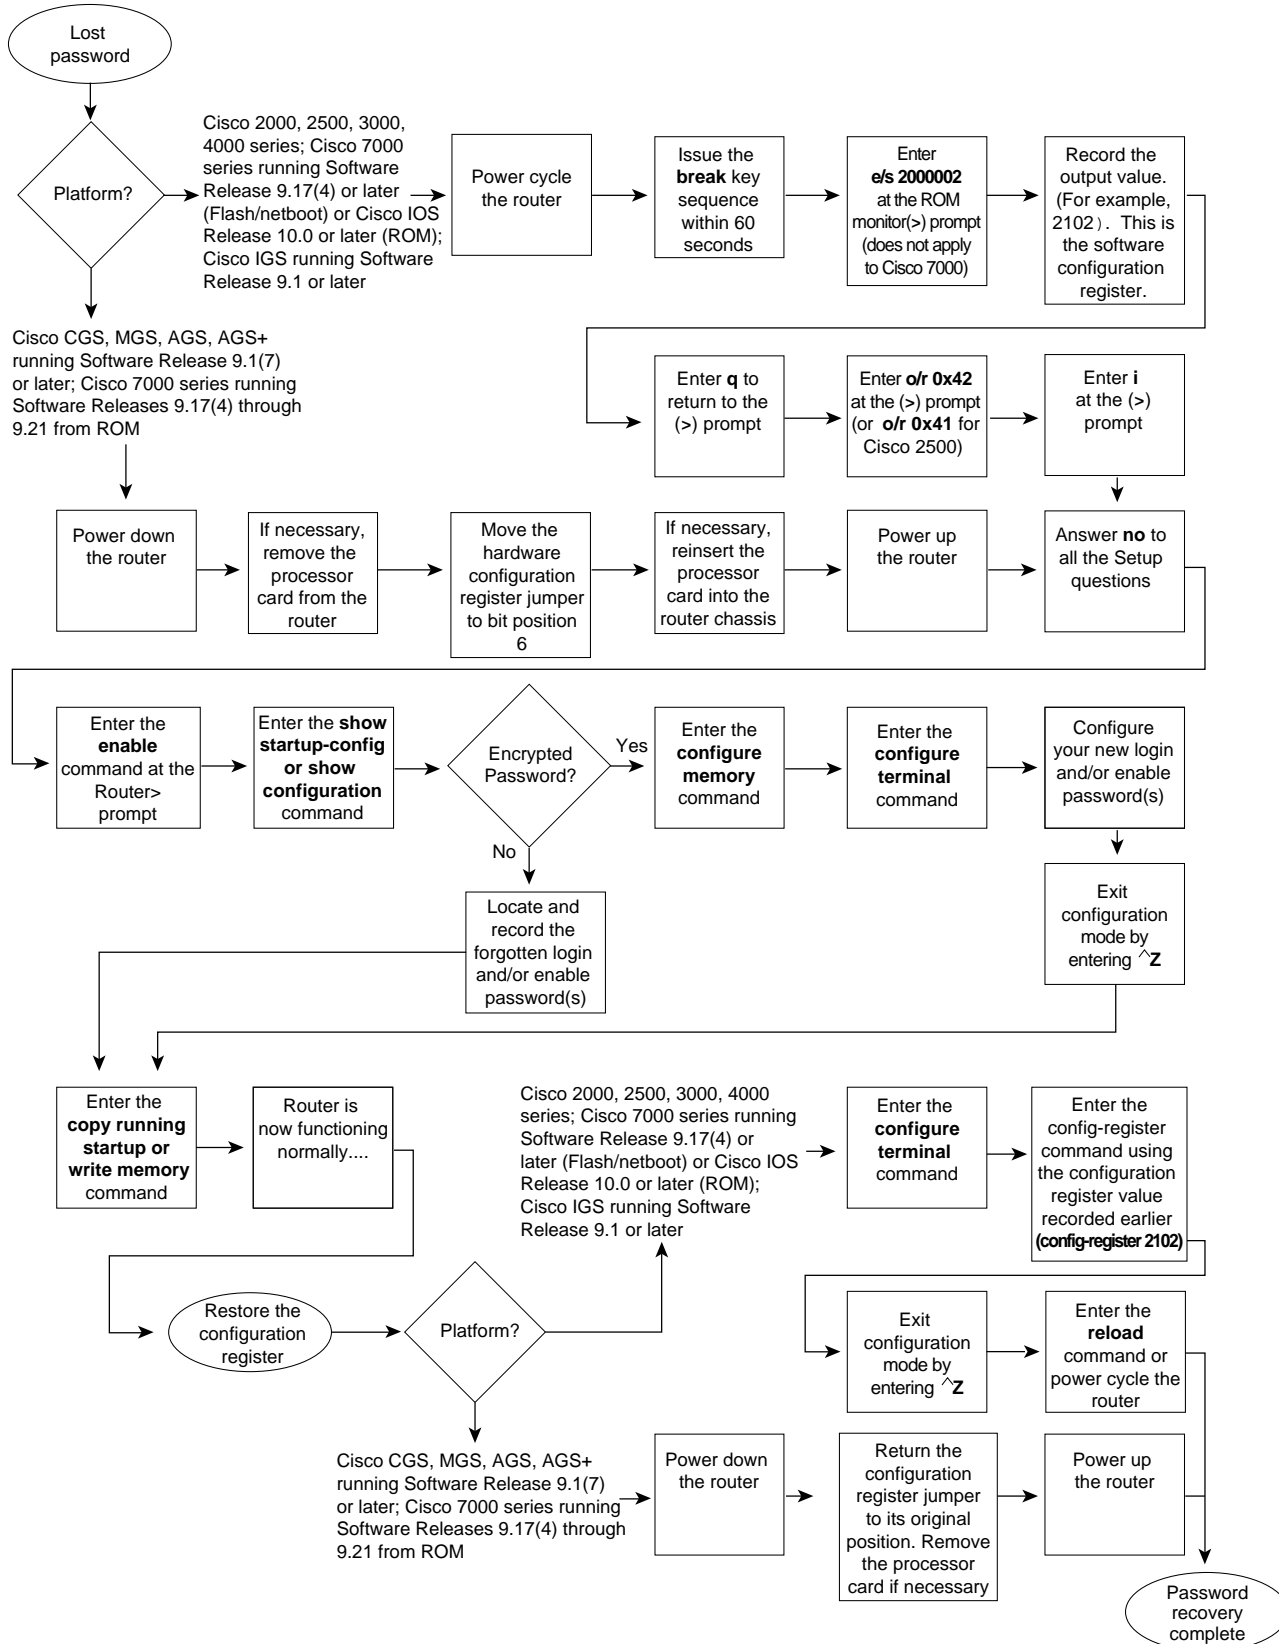 Lost
password
Platform?
Cisco 2000, 2500, 3000,
4000 series; Cisco 7000
series running Software
Release 9.17(4) or later
(Flash/netboot) or Cisco IOS
Release 10.0 or later (ROM);
Cisco IGS running Software
Release 9.1 or later
Power cycle
the router
Issue the
break key
sequence
within 60
seconds
Enter
e/s 2000002
at the ROM
monitor(>) prompt
(does not apply
to Cisco 7000)
Record the
output value.
(For example,
2102). This is
the software
configuration
register.
Cisco CGS, MGS, AGS, AGS+
running Software Release 9.1(7)
or later; Cisco 7000 series running
Software Releases 9.17(4) through
9.21 from ROM
Enter q to
return to the
(>) prompt
Enter o/r 0x42
at the (>) prompt
(or o/r 0x41 for
Cisco 2500)
Enter i
at the (>)
prompt
Power down
the router
If necessary,
remove the
processor
card from the
router
Move the
hardware
configuration
register jumper
to bit position
6
If necessary,
reinsert the
processor
card into the
router chassis
Power up
the router
Answer no to
all the Setup
questions
Enter the
enable
command at the
Router>
prompt
Enter the show
startup-config
or show
configuration
command
Encrypted
Password?
Yes
No
Enter the
configure
memory
command
Enter the
configure
terminal
command
Configure
your new login
and/or enable
password(s)
Locate and
record the
forgotten login
and/or enable
password(s)
Exit
configuration
mode by
entering ^Z
Enter the
copy running
startup or
write memory
command
Router is
now functioning
normally....
Cisco 2000, 2500, 3000, 4000
series; Cisco 7000 series running
Software Release 9.17(4) or
later (Flash/netboot) or Cisco IOS
Release 10.0 or later (ROM);
Cisco IGS running Software
Release 9.1 or later
Enter the
configure
terminal
command
Enter the
config-register
command using
the configuration
register value
recorded earlier
(config-register 2102)
Restore the
configuration
register
Platform?
Exit
configuration
mode by
entering ^Z
Enter the
reload
command or
power cycle the
router
Cisco CGS, MGS, AGS, AGS+
running Software Release 9.1(7)
or later; Cisco 7000 series running
Software Releases 9.17(4) through
9.21 from ROM
Power down
the router
Return the
configuration
register jumper
to its original
position. Remove
the processor
card if necessary
Power up
the router
Password
recovery
complete